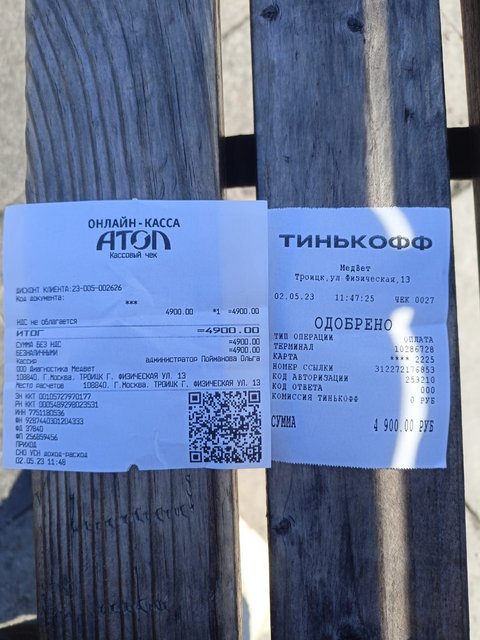 ОНЛАЙН-КАССА
АТОЛ
Кассовый чек
ДИСКОНТ КЛИЕНТА:23-005-002626
Код документа:
***
4900.00 *1 =4900.00
НДС не облагается
ИТОГ =4900.00
СУММА БЕЗ НДС =4900.00
БЕЗНАЛИЧНЫМИ =4900.00
Кассир администратор Пойманова Ольга
ООО Диагностика Медвет
108840, Г.Москва. ТРОИЦК Г. ФИЗИЧЕСКАЯ УЛ. 13
Место расчетов 108840, Г.Москва. ТРОИЦК Г. ФИЗИЧЕСКАЯ УЛ. 13
ЗН ККТ 00105727970177
РН ККТ 0005489298023531
ИНН 7751180536
ФН 9287440301204333
ФД 37840
ФП 256859456
ПРИХОД
СНО УСН доход-расход
02.05.23 11:48
ТИНЬКОФФ
МедВет
Троицк,ул Физическая,13
02.05.23 11:47:25 ЧЕК 0027
ОДОБРЕНО
ТИП ОПЕРАЦИИ ОПЛАТА
ТЕРМИНАЛ 10286728
КАРТА **** 2225
НОМЕР ССЫЛКИ 312272176853
КОД АВТОРИЗАЦИИ 253210
КОД ОТВЕТА 000
КОМИССИЯ ТИНЬКОФФ 0 РУБ
СУММА 4 900.00 РУБ